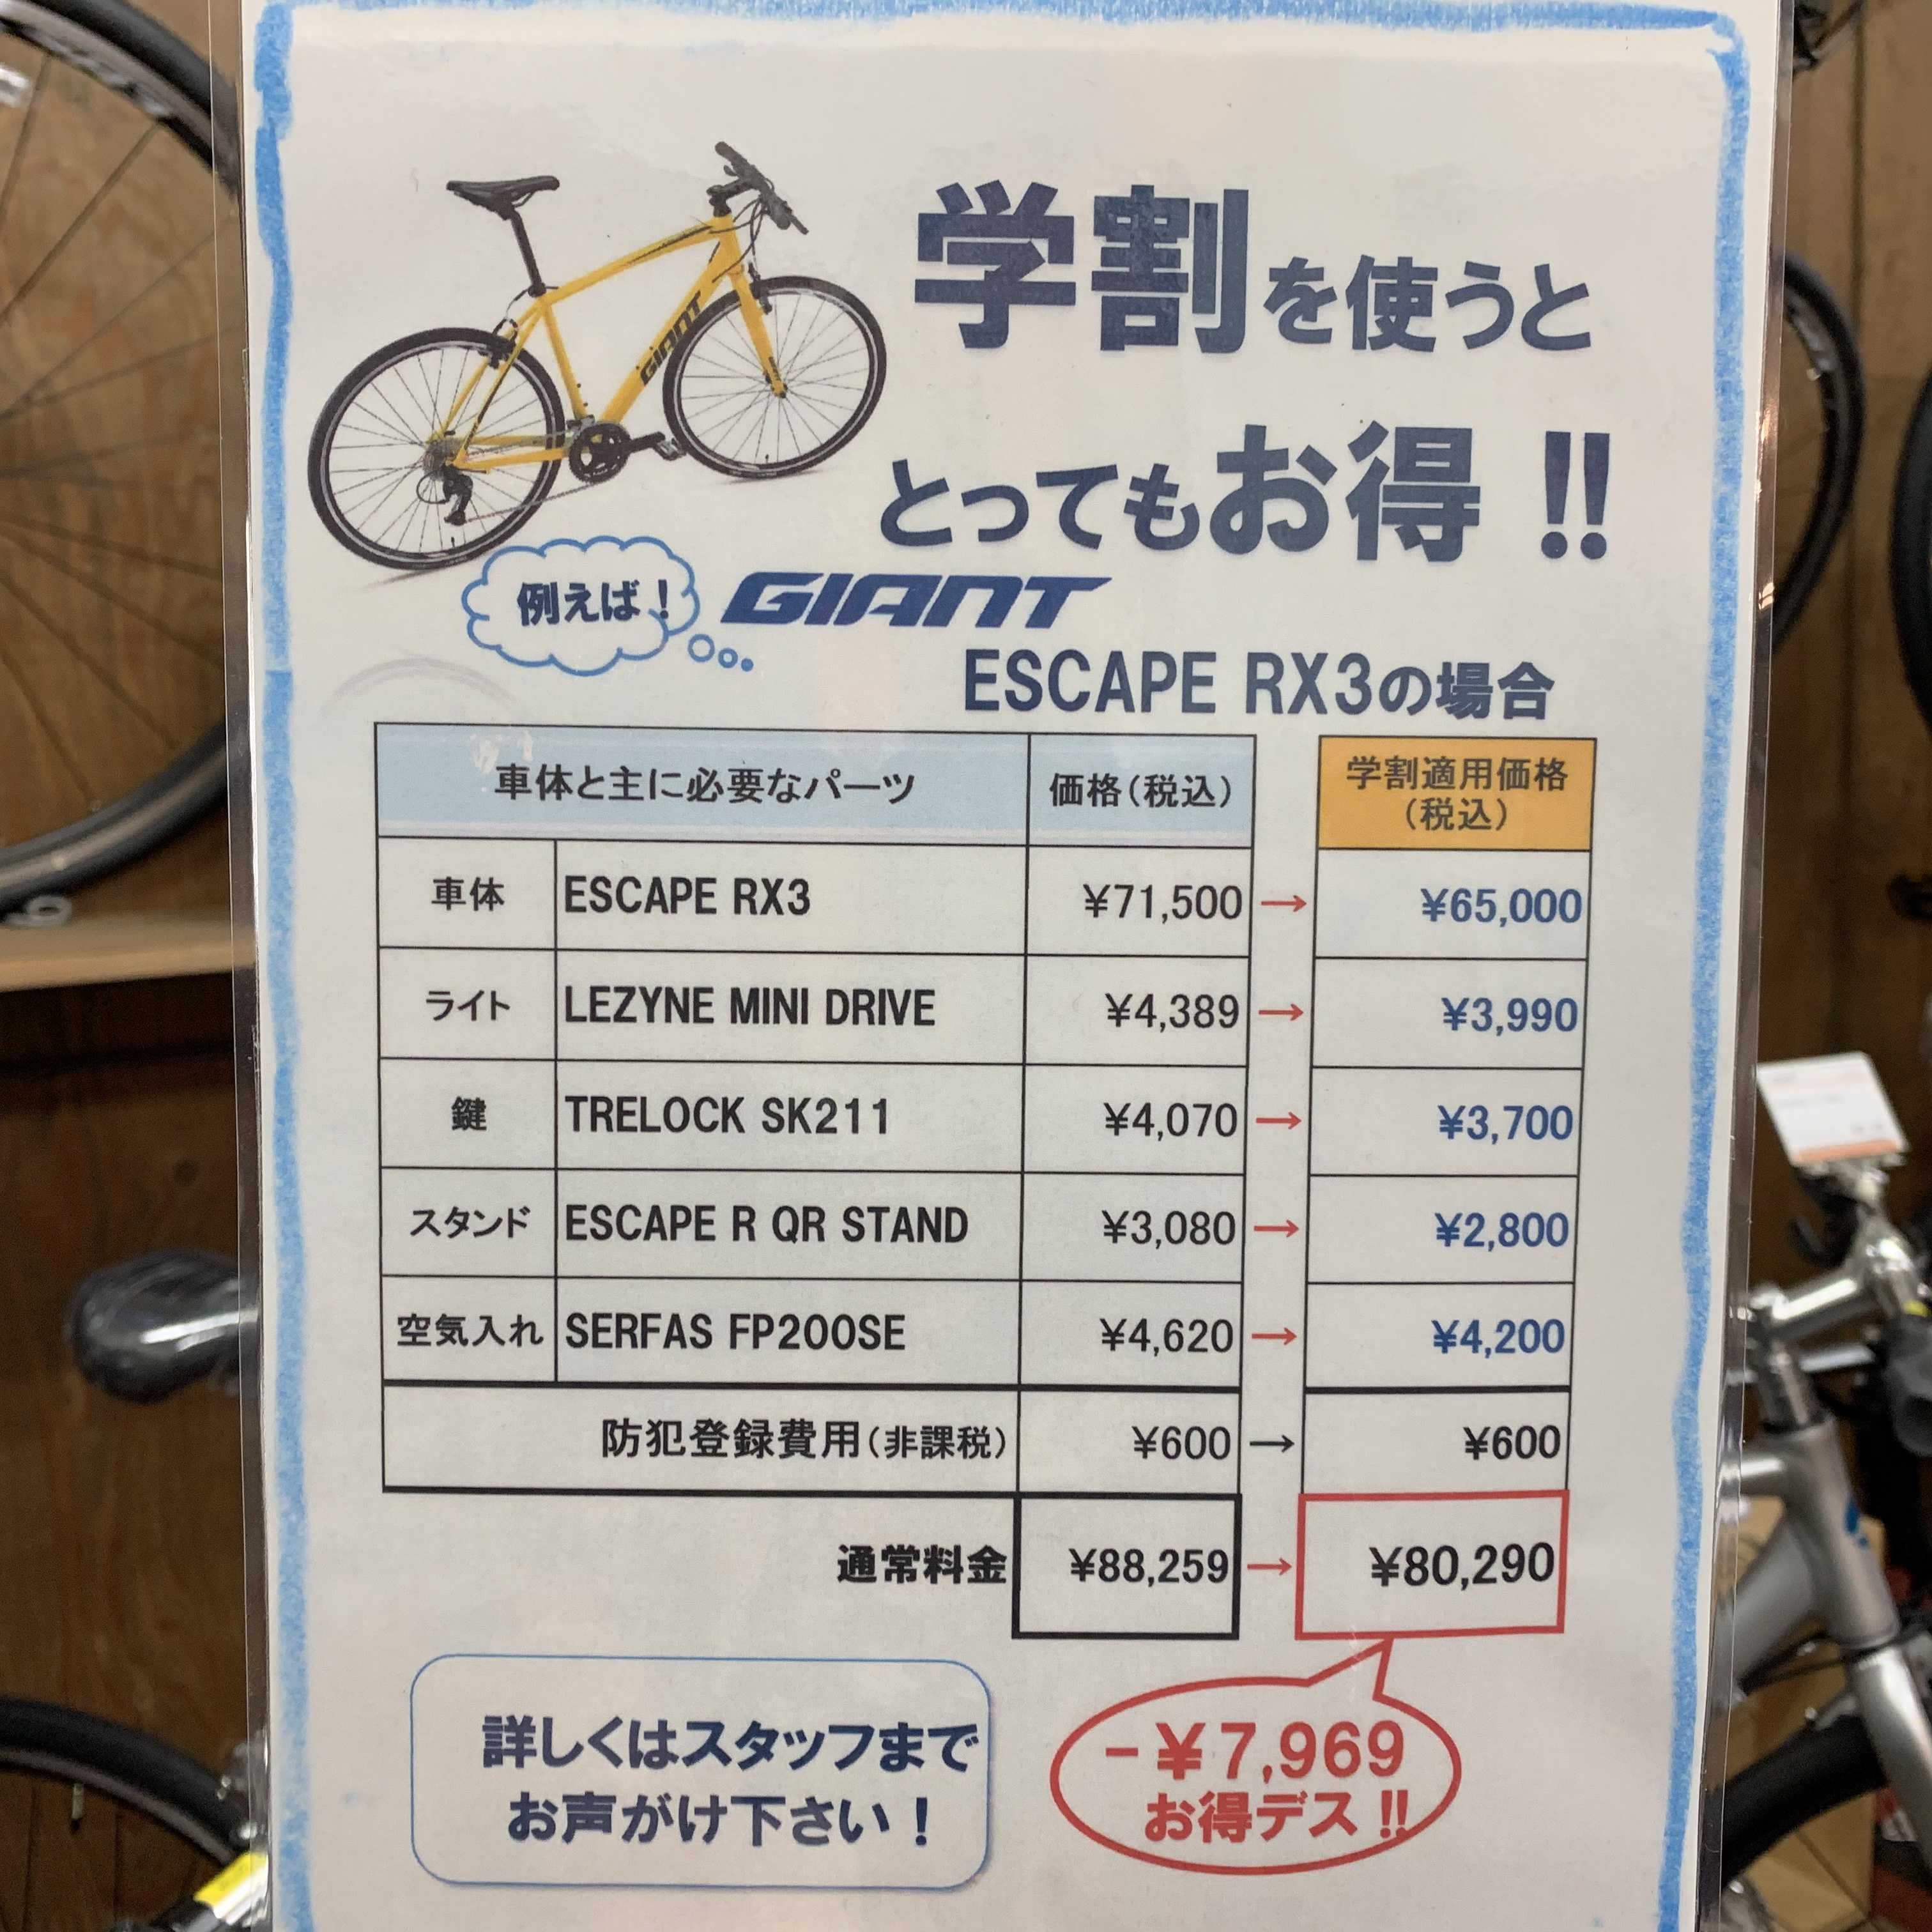 学割を使うと
とってもお得!!
GIANT
例えば!
GIANT
ESCAPE RX3の場合
車体と主に必要なパーツ 価格(税込) 学割適用価格
(税込)
車体 ESCAPE RX3 ¥71,500 → ¥65,000
ライト LEZYNE MINI DRIVE ¥4,389 → ¥3,990
鍵 TRELOCK SK211 ¥4,070 → ¥3,700
スタンド ESCAPE R QR STAND ¥3,080 → ¥2,800
空気入れ SERFAS FP200SE ¥4,620 → ¥4,200
防犯登録費用(非課税) ¥600 → ¥600
通常料金 ¥88,259 → ¥80,290
詳しくはスタッフまで
お声がけ下さい!
-¥7,969
お得デス!!